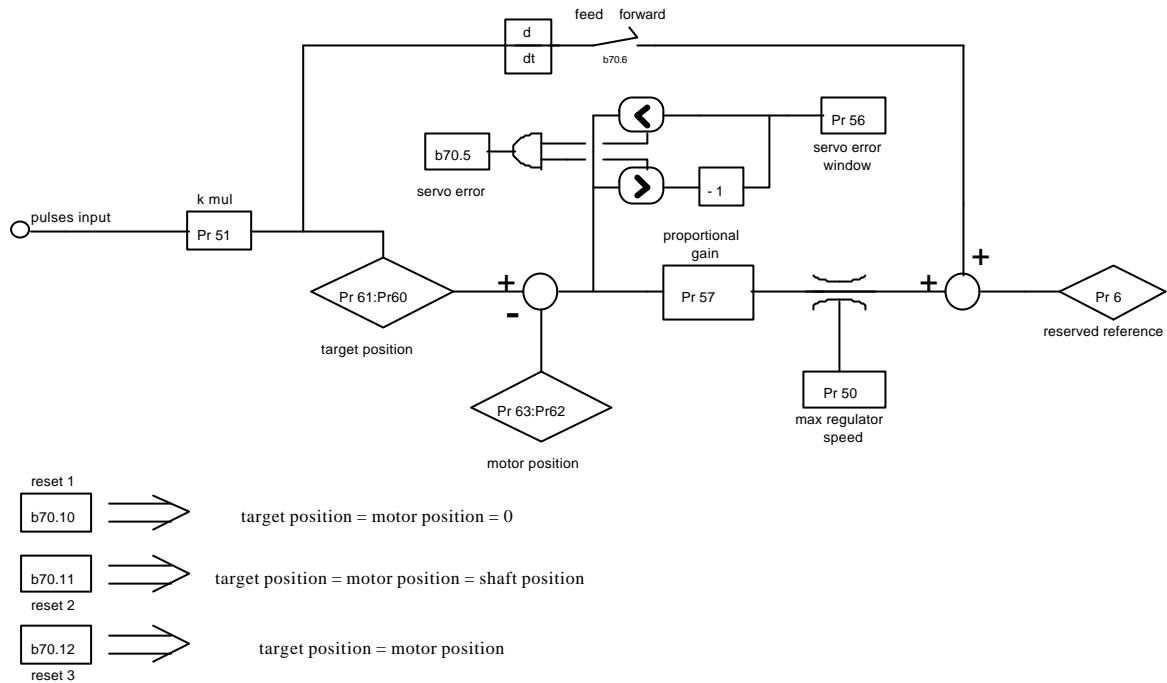 feed forward
d
dt
b70.6
Pr 56
servo error
window
b70.5
servo error
- 1
k mul
pulses input
Pr 51
proportional
gain
Pr 57
+
+
+
-
Pr 61:Pr60
target position
Pr 6
reserved reference
Pr 50
max regulator
speed
Pr 63:Pr62
motor position
reset 1
b70.10
target position = motor position = 0
b70.11
target position = motor position = shaft position
reset 2
b70.12
target position = motor position
reset 3